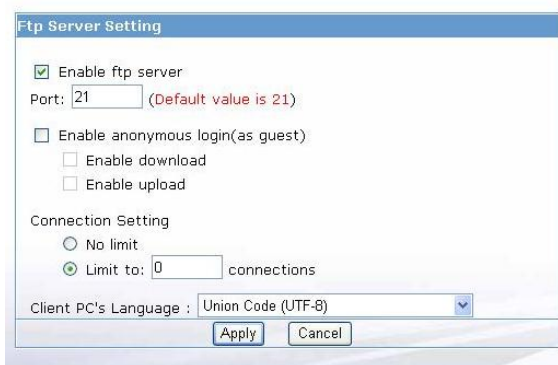 Ftp Server Setting
Enable ftp server
Port: 21 (Default value is 21)
Enable anonymous login(as guest)
Enable download
Enable upload
Connection Setting
No limit
Limit to: 0 connections
Client PC's Language : Union Code (UTF-8)
Apply Cancel